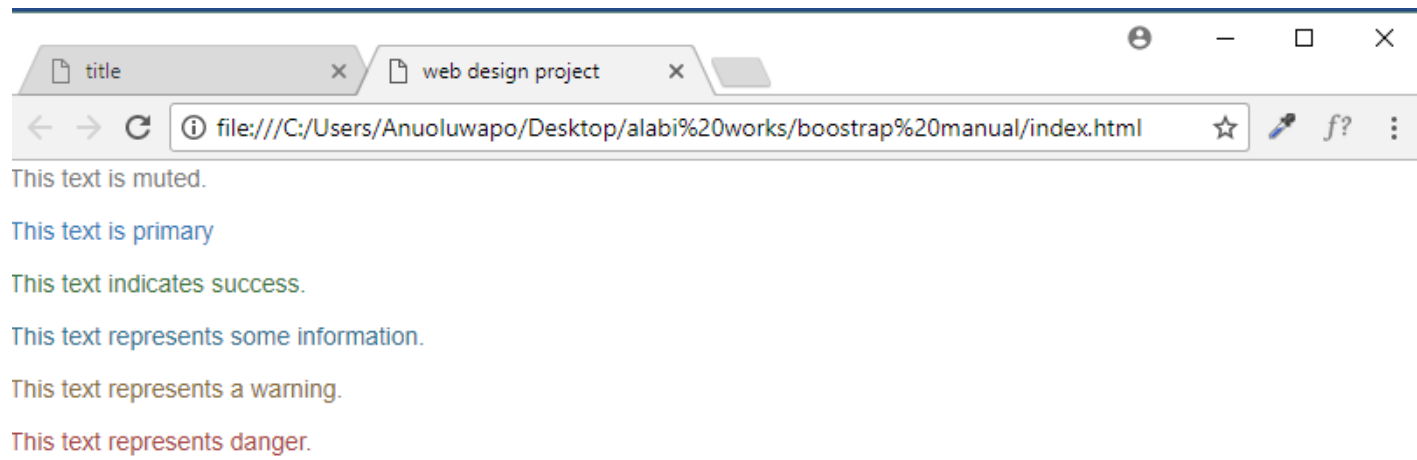 title
web design project
file:///C:/Users/Anuoluwapo/Desktop/alabi%20works/boostrap%20manual/index.html
f?
This text is muted.
This text is primary
This text indicates success.
This text represents some information.
This text represents a warning.
This text represents danger.